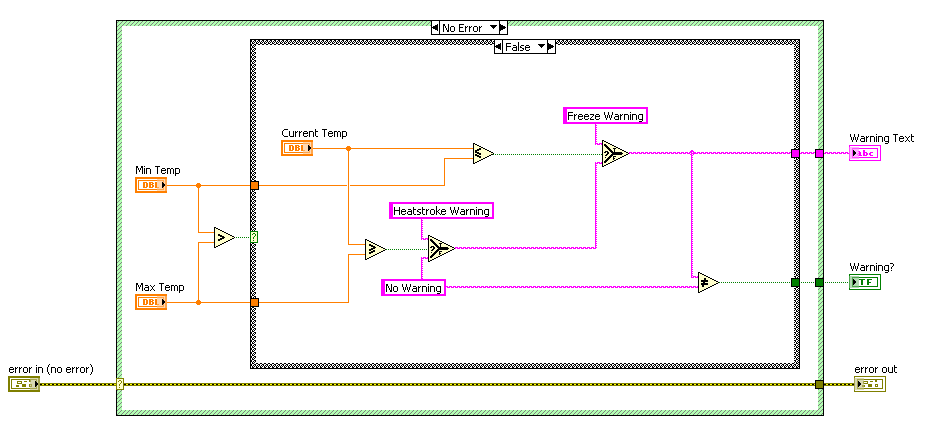 No Error
False
Freeze Warning
Current Temp
DBL
Warning Text
abc
Min Temp
DBL
Heatstroke Warning
?
>
≤
?
T
F
≥
?
T
F
No Warning
≠
Warning?
TF
Max Temp
DBL
error in (no error)
?
error out